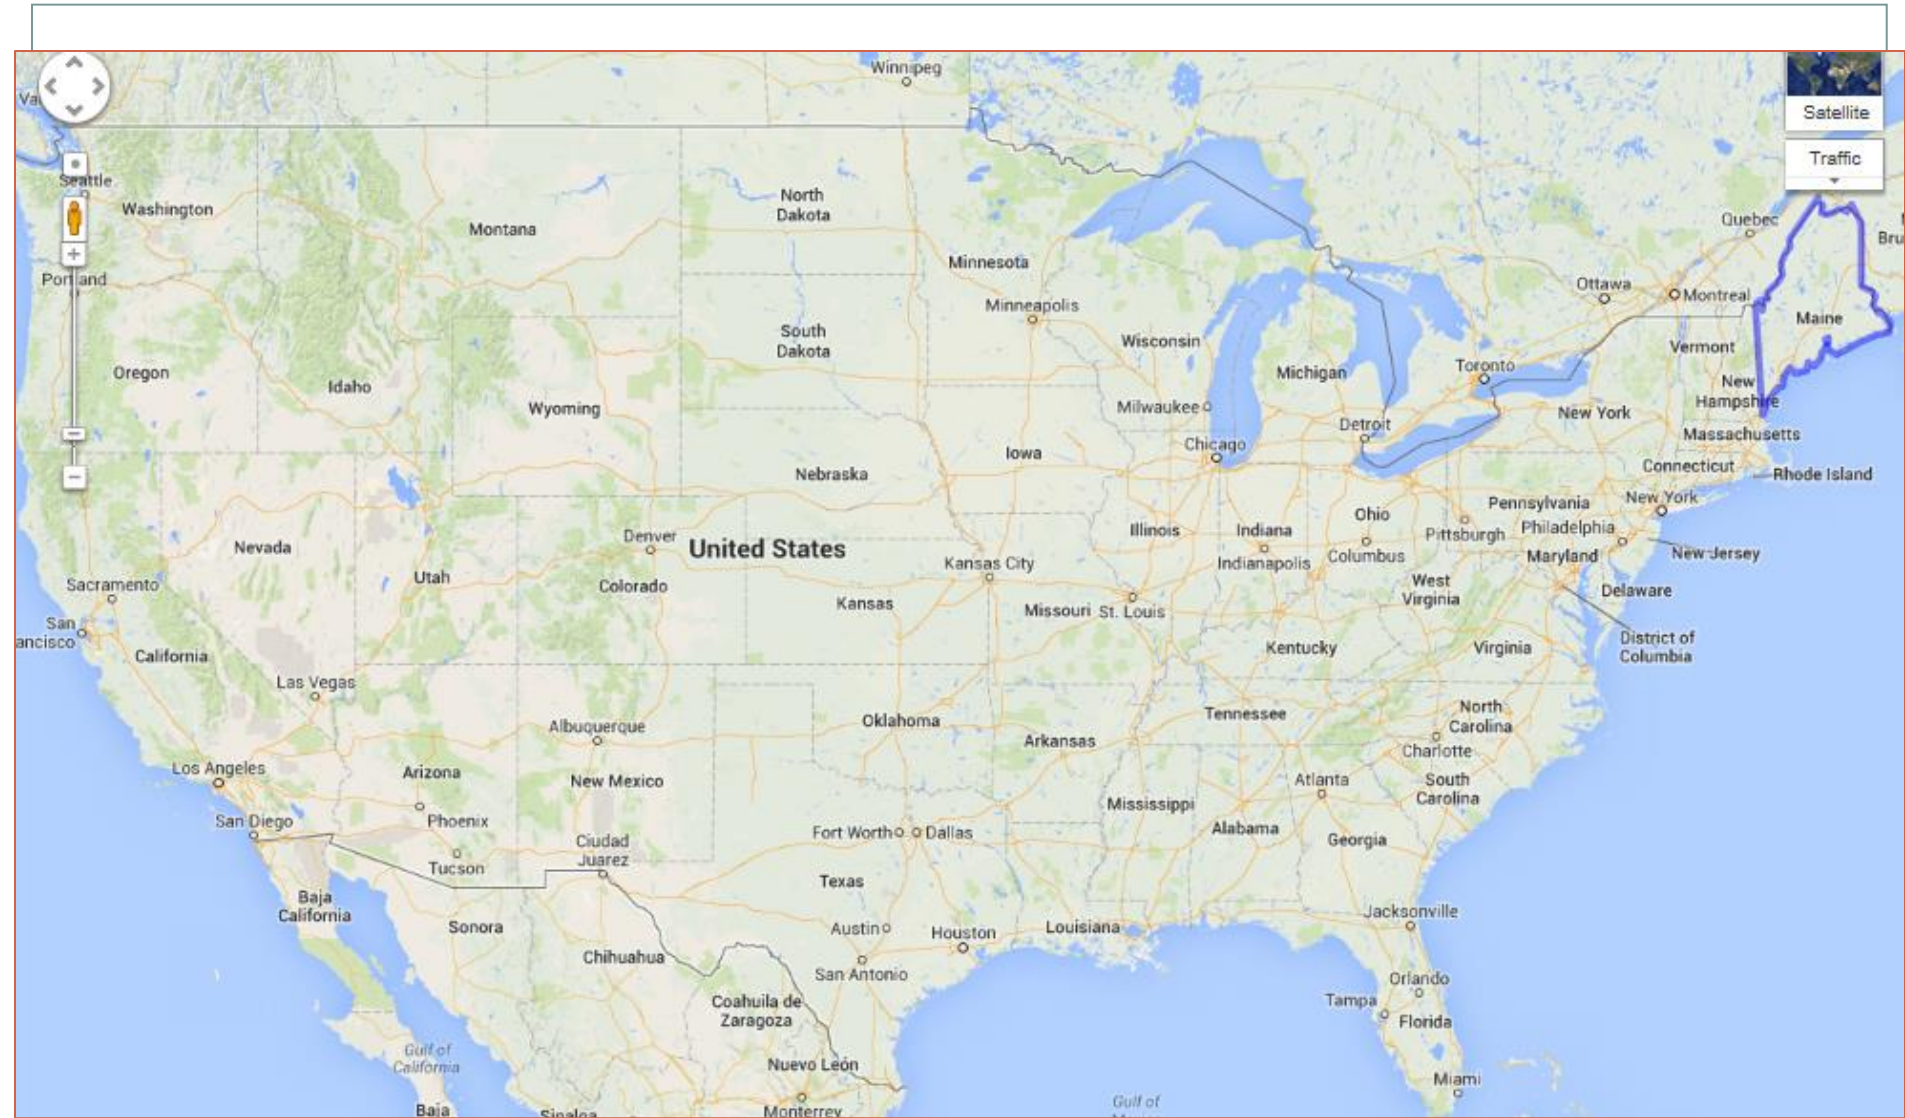 Winnipeg
Va
Satellite
Traffic
Seattle
Washington
North
Dakota
Montana
Quebec
Bru
Minnesota
Portland
Ottawa
Montreal
Minneapolis
Maine
South
Dakota
Wisconsin
Vermont
Toronto
Oregon
Idaho
Michigan
New
Hampshire
Wyoming
Milwaukee
New York
Detroit
Massachusetts
Chicago
Iowa
Connecticut
Rhode Island
Nebraska
New York
Pennsylvania
Ohio
Illinois
Indiana
Pittsburgh
Philadelphia
Denver
United States
Nevada
New Jersey
Columbus
Maryland
Kansas City
Indianapolis
Utah
Sacramento
Colorado
West
Virginia
Delaware
Kansas
Missouri
St. Louis
San
ancisco
District of
Columbia
California
Kentucky
Virginia
Las Vegas
North
Carolina
Tennessee
Oklahoma
Albuquerque
Arkansas
Charlotte
Los Angeles
Arizona
New Mexico
Atlanta
South
Carolina
Mississippi
San Diego
Phoenix
Fort Worth
Dallas
Alabama
Georgia
Ciudad
Juarez
Tucson
Texas
Baja
California
Sonora
Jacksonville
Austin
Houston
Louisiana
Chihuahua
San Antonio
Orlando
Coahuila de
Zaragoza
Tampa
Florida
Gulf of
California
Nuevo León
Miami
Gulf of
Baja
Sinaloa
Monterrey